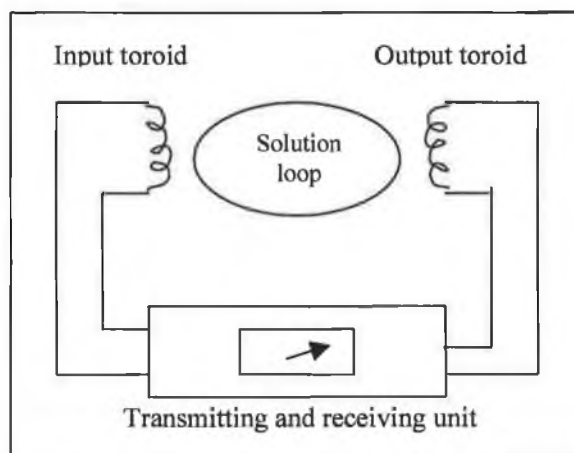 Input toroid
Output toroid
Solution
loop
Transmitting and receiving unit